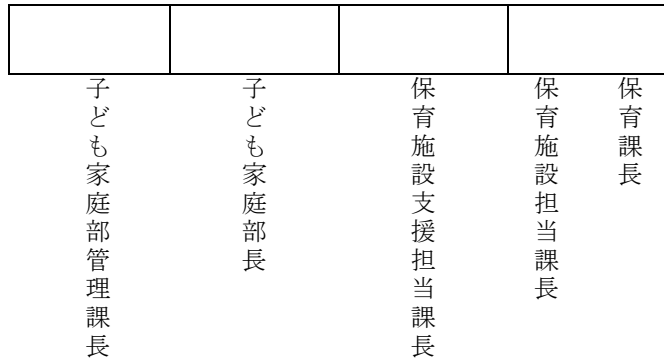 保育課長
保育施設担当課長
保育施設支援担当課長
子ども家庭部長
子ども家庭部管理課長